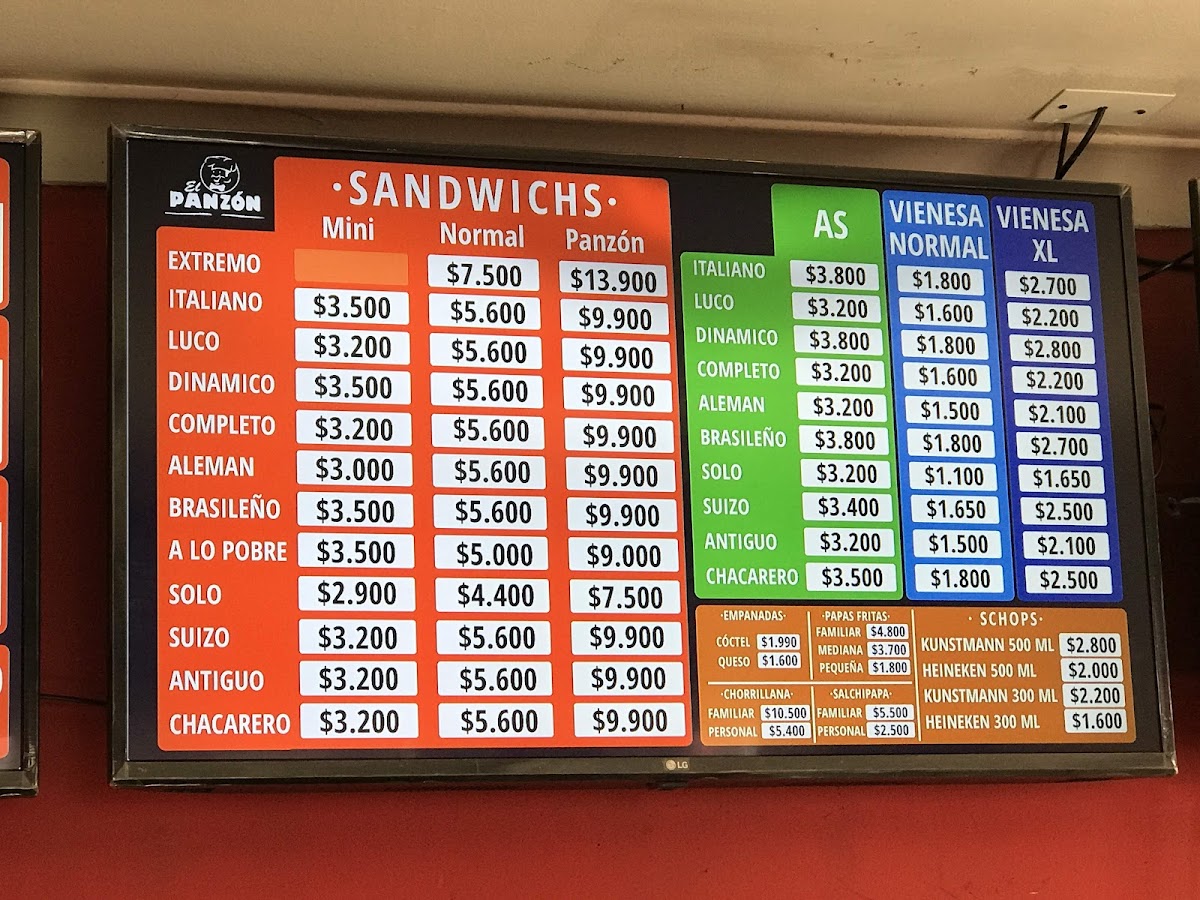 El
PANZÓN
·SANDWICHS·
Mini Normal Panzón
EXTREMO $7.500 $13.900
ITALIANO $3.500 $5.600 $9.900
LUCO $3.200 $5.600 $9.900
DINAMICO $3.500 $5.600 $9.900
COMPLETO $3.200 $5.600 $9.900
ALEMAN $3.000 $5.600 $9.900
BRASILEÑO $3.500 $5.600 $9.900
A LO POBRE $3.500 $5.000 $9.000
SOLO $2.900 $4.400 $7.500
SUIZO $3.200 $5.600 $9.900
ANTIGUO $3.200 $5.600 $9.900
CHACARERO $3.200 $5.600 $9.900
AS VIENESA NORMAL VIENESA XL
ITALIANO $3.800 $1.800 $2.700
LUCO $3.200 $1.600 $2.200
DINAMICO $3.800 $1.800 $2.800
COMPLETO $3.200 $1.600 $2.200
ALEMAN $3.200 $1.500 $2.100
BRASILEÑO $3.800 $1.800 $2.700
SOLO $3.200 $1.100 $1.650
SUIZO $3.400 $1.650 $2.500
ANTIGUO $3.200 $1.500 $2.100
CHACARERO $3.500 $1.800 $2.500
·EMPANADAS·
CÓCTEL $1.990
QUESO $1.600
·PAPAS FRITAS·
FAMILIAR $4.800
MEDIANA $3.700
PEQUEÑA $1.800
·CHORRILLANA·
FAMILIAR $10.500
PERSONAL $5.400
·SALCHIPAPA·
FAMILIAR $5.500
PERSONAL $2.500
· SCHOPS·
KUNSTMANN 500 ML $2.800
HEINEKEN 500 ML $2.000
KUNSTMANN 300 ML $2.200
HEINEKEN 300 ML $1.600
LG